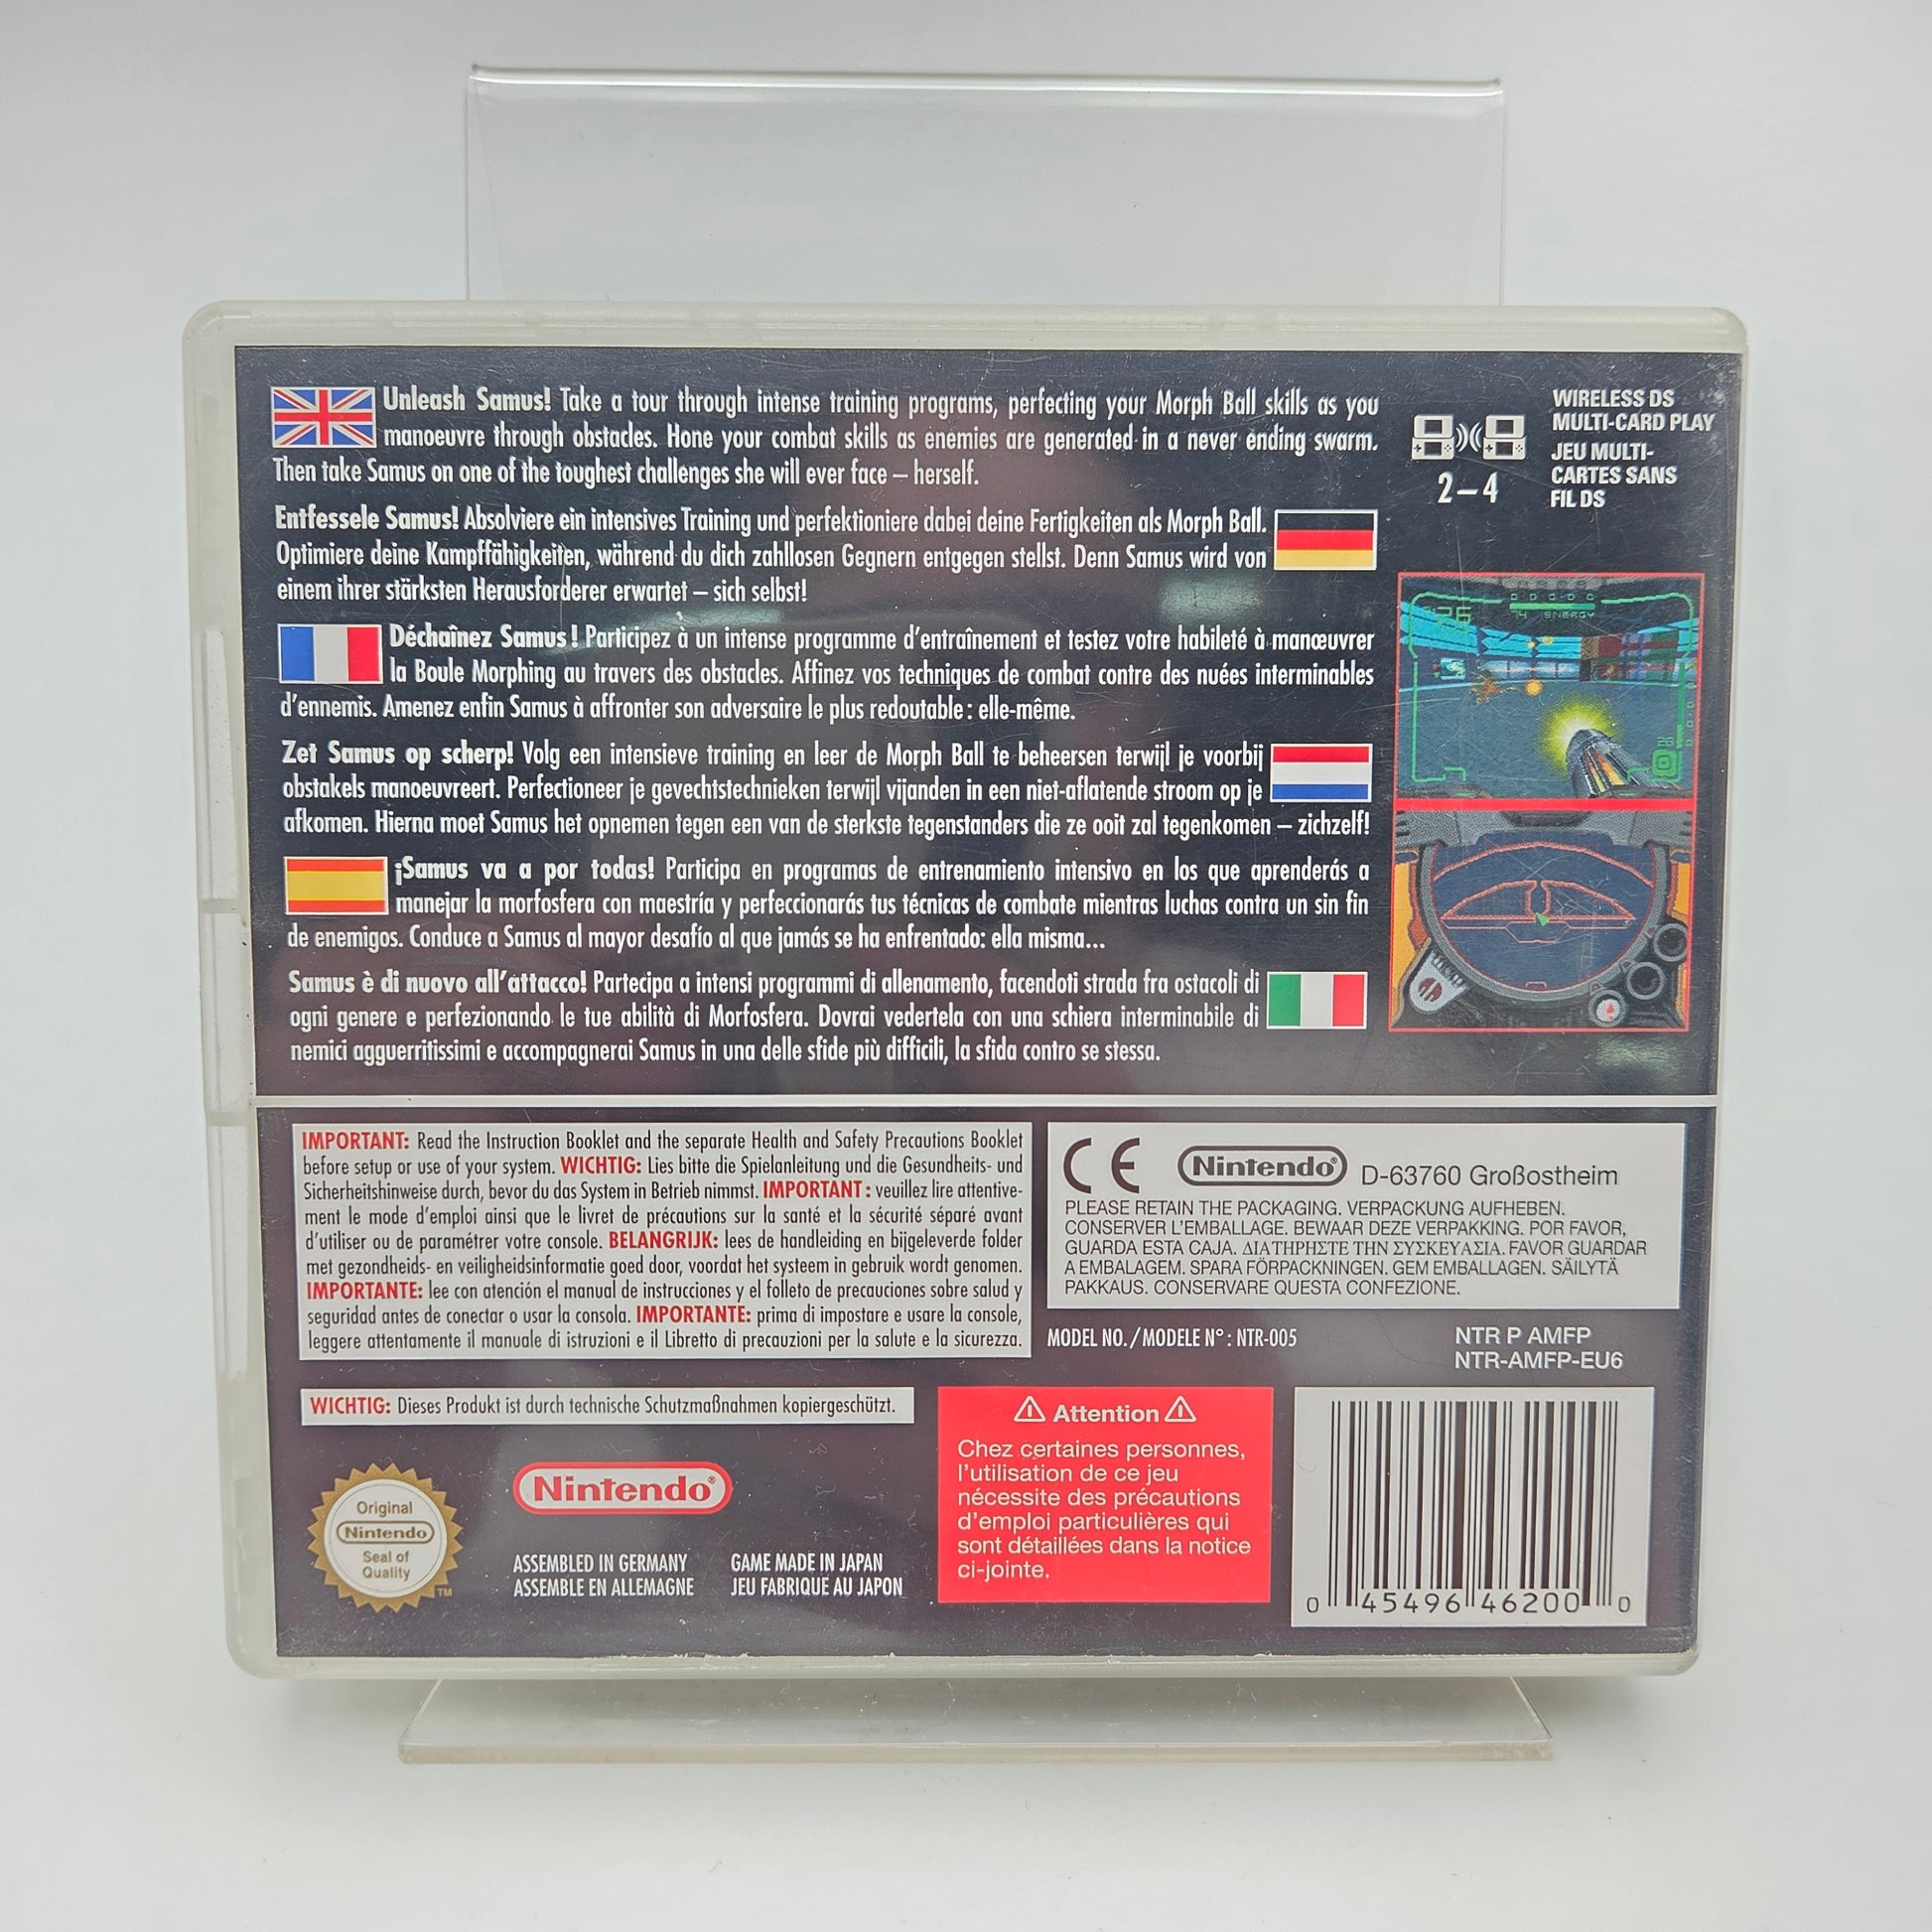 Unleash Samus! Take a tour through intense training programs, perfecting your Morph Ball skills as you
manoeuvre through obstacles. Hone your combat skills as enemies are generated in a never ending swarm.
Then take Samus on one of the toughest challenges she will ever face – herself.
Entfessele Samus! Absolviere ein intensives Training und perfektioniere dabei deine Fertigkeiten als Morph Ball.
Optimiere deine Kampffähigkeiten, während du dich zahllosen Gegnern entgegen stellst. Denn Samus wird von
einem ihrer stärksten Herausforderer erwartet – sich selbst!
Déchaînez Samus ! Participez à un intense programme d'entraînement et testez votre habileté à manœuvrer
la Boule Morphing au travers des obstacles. Affinez vos techniques de combat contre des nuées interminables
d'ennemis. Amenez enfin Samus à affronter son adversaire le plus redoutable : elle-même.
Zet Samus op scherp! Volg een intensieve training en leer de Morph Ball te beheersen terwijl je voorbij
obstakels manoeuvreert. Perfectioneer je gevechtstechnieken terwijl vijanden in een niet-aflatende stroom op je
afkomen. Hierna moet Samus het opnemen tegen een van de sterkste tegenstanders die ze ooit zal tegenkomen – zichzelf!
¡Samus va a por todas! Participa en programas de entrenamiento intensivo en los que aprenderás a
manejar la morfosfera con maestría y perfeccionarás tus técnicas de combate mientras luchas contra un sin fin
de enemigos. Conduce a Samus al mayor desafío al que jamás se ha enfrentado: ella misma...
Samus è di nuovo all'attacco! Partecipa a intensi programmi di allenamento, facendoti strada fra ostacoli di
ogni genere e perfezionando le tue abilità di Morfosfera. Dovrai vedertela con una schiera interminabile di
nemici agguerritissimi e accompagnerai Samus in una delle sfide più difficili, la sfida contro se stessa.
2–4
WIRELESS DS
MULTI-CARD PLAY
JEU MULTI-
CARTES SANS
FIL DS
74 ENERGY
IMPORTANT: Read the Instruction Booklet and the separate Health and Safety Precautions Booklet
before setup or use of your system. WICHTIG: Lies bitte die Spielanleitung und die Gesundheits- und
Sicherheitshinweise durch, bevor du das System in Betrieb nimmst. IMPORTANT : veuillez lire attentive-
ment le mode d'emploi ainsi que le livret de précautions sur la santé et la sécurité séparé avant
d'utiliser ou de paramétrer votre console. BELANGRIJK: lees de handleiding en bijgeleverde folder
met gezondheids- en veiligheidsinformatie goed door, voordat het systeem in gebruik wordt genomen.
IMPORTANTE: lee con atención el manual de instrucciones y el folleto de precauciones sobre salud y
seguridad antes de conectar o usar la consola. IMPORTANTE: prima di impostare e usare la console,
leggere attentamente il manuale di istruzioni e il Libretto di precauzioni per la salute e la sicurezza.
CE Nintendo® D-63760 Großostheim
PLEASE RETAIN THE PACKAGING. VERPACKUNG AUFHEBEN.
CONSERVER L'EMBALLAGE. BEWAAR DEZE VERPAKKING. POR FAVOR,
GUARDA ESTA CAJA. ΔΙΑΤΗΡΗΣΤΕ ΤΗΝ ΣΥΣΚΕΥΑΣΙΑ. FAVOR GUARDAR
A EMBALAGEM. SPARA FÖRPACKNINGEN. GEM EMBALLAGEN. SÄILYTÄ
PAKKAUS. CONSERVARE QUESTA CONFEZIONE.
MODEL NO. / MODELE N° : NTR-005
NTR P AMFP
NTR-AMFP-EU6
WICHTIG: Dieses Produkt ist durch technische Schutzmaßnahmen kopiergeschützt.
Original
Nintendo
Seal of
Quality
TM
Nintendo®
ASSEMBLED IN GERMANY
ASSEMBLE EN ALLEMAGNE
GAME MADE IN JAPAN
JEU FABRIQUE AU JAPON
Attention
Chez certaines personnes,
l'utilisation de ce jeu
nécessite des précautions
d'emploi particulières qui
sont détaillées dans la notice
ci-jointe.
0 45496 46200 0